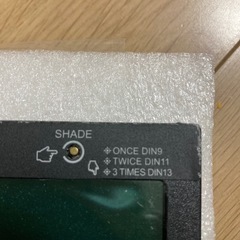 SHADE
ONCE DIN9
TWICE DIN11
3 TIMES DIN13